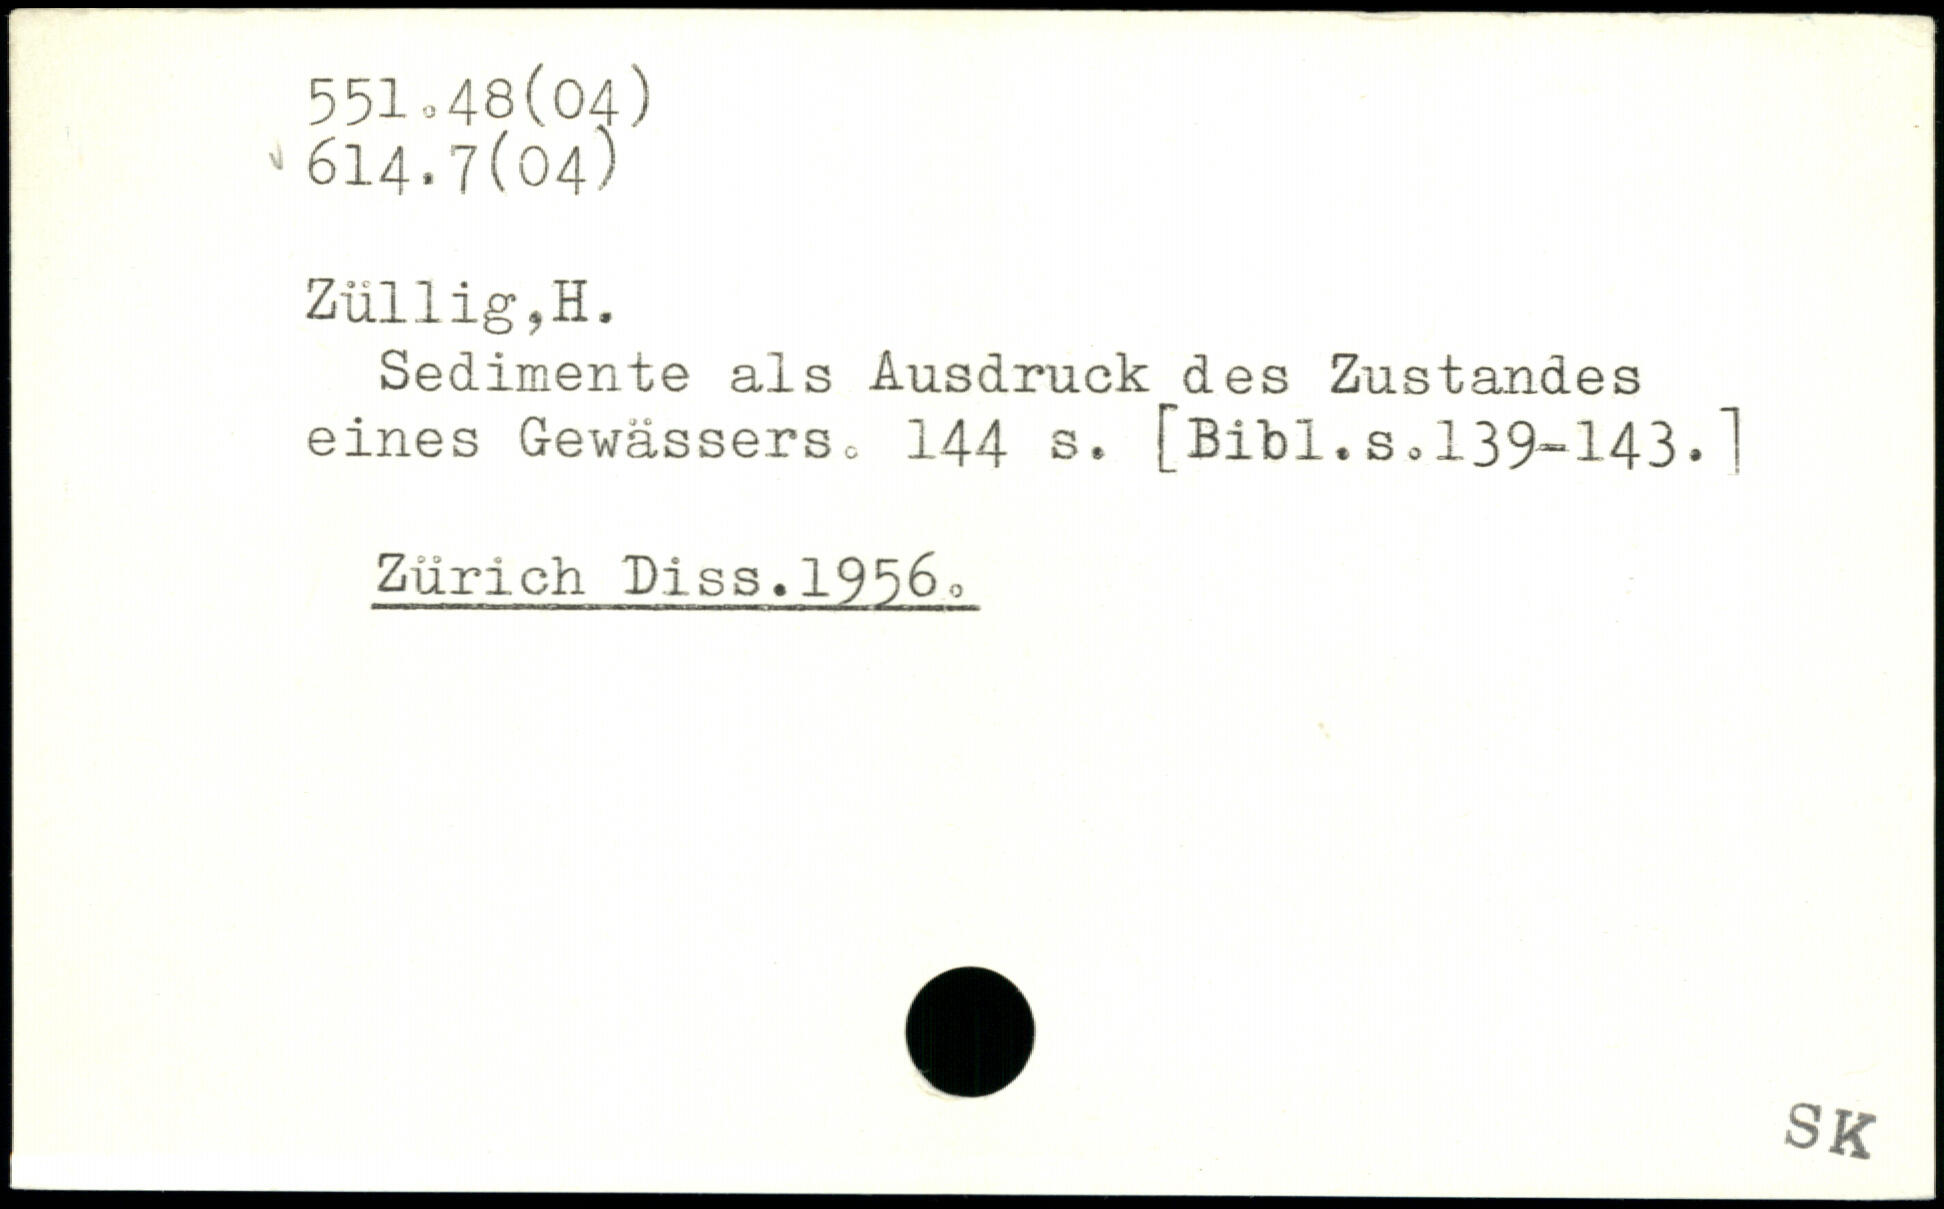 551.48(04)
614.7(04)
Züllig,H.
Sedimente als Ausdruck des Zustandes
eines Gewässers. 144 s. [Bibl.s.139-143.]
Zürich Diss.1956.
SK